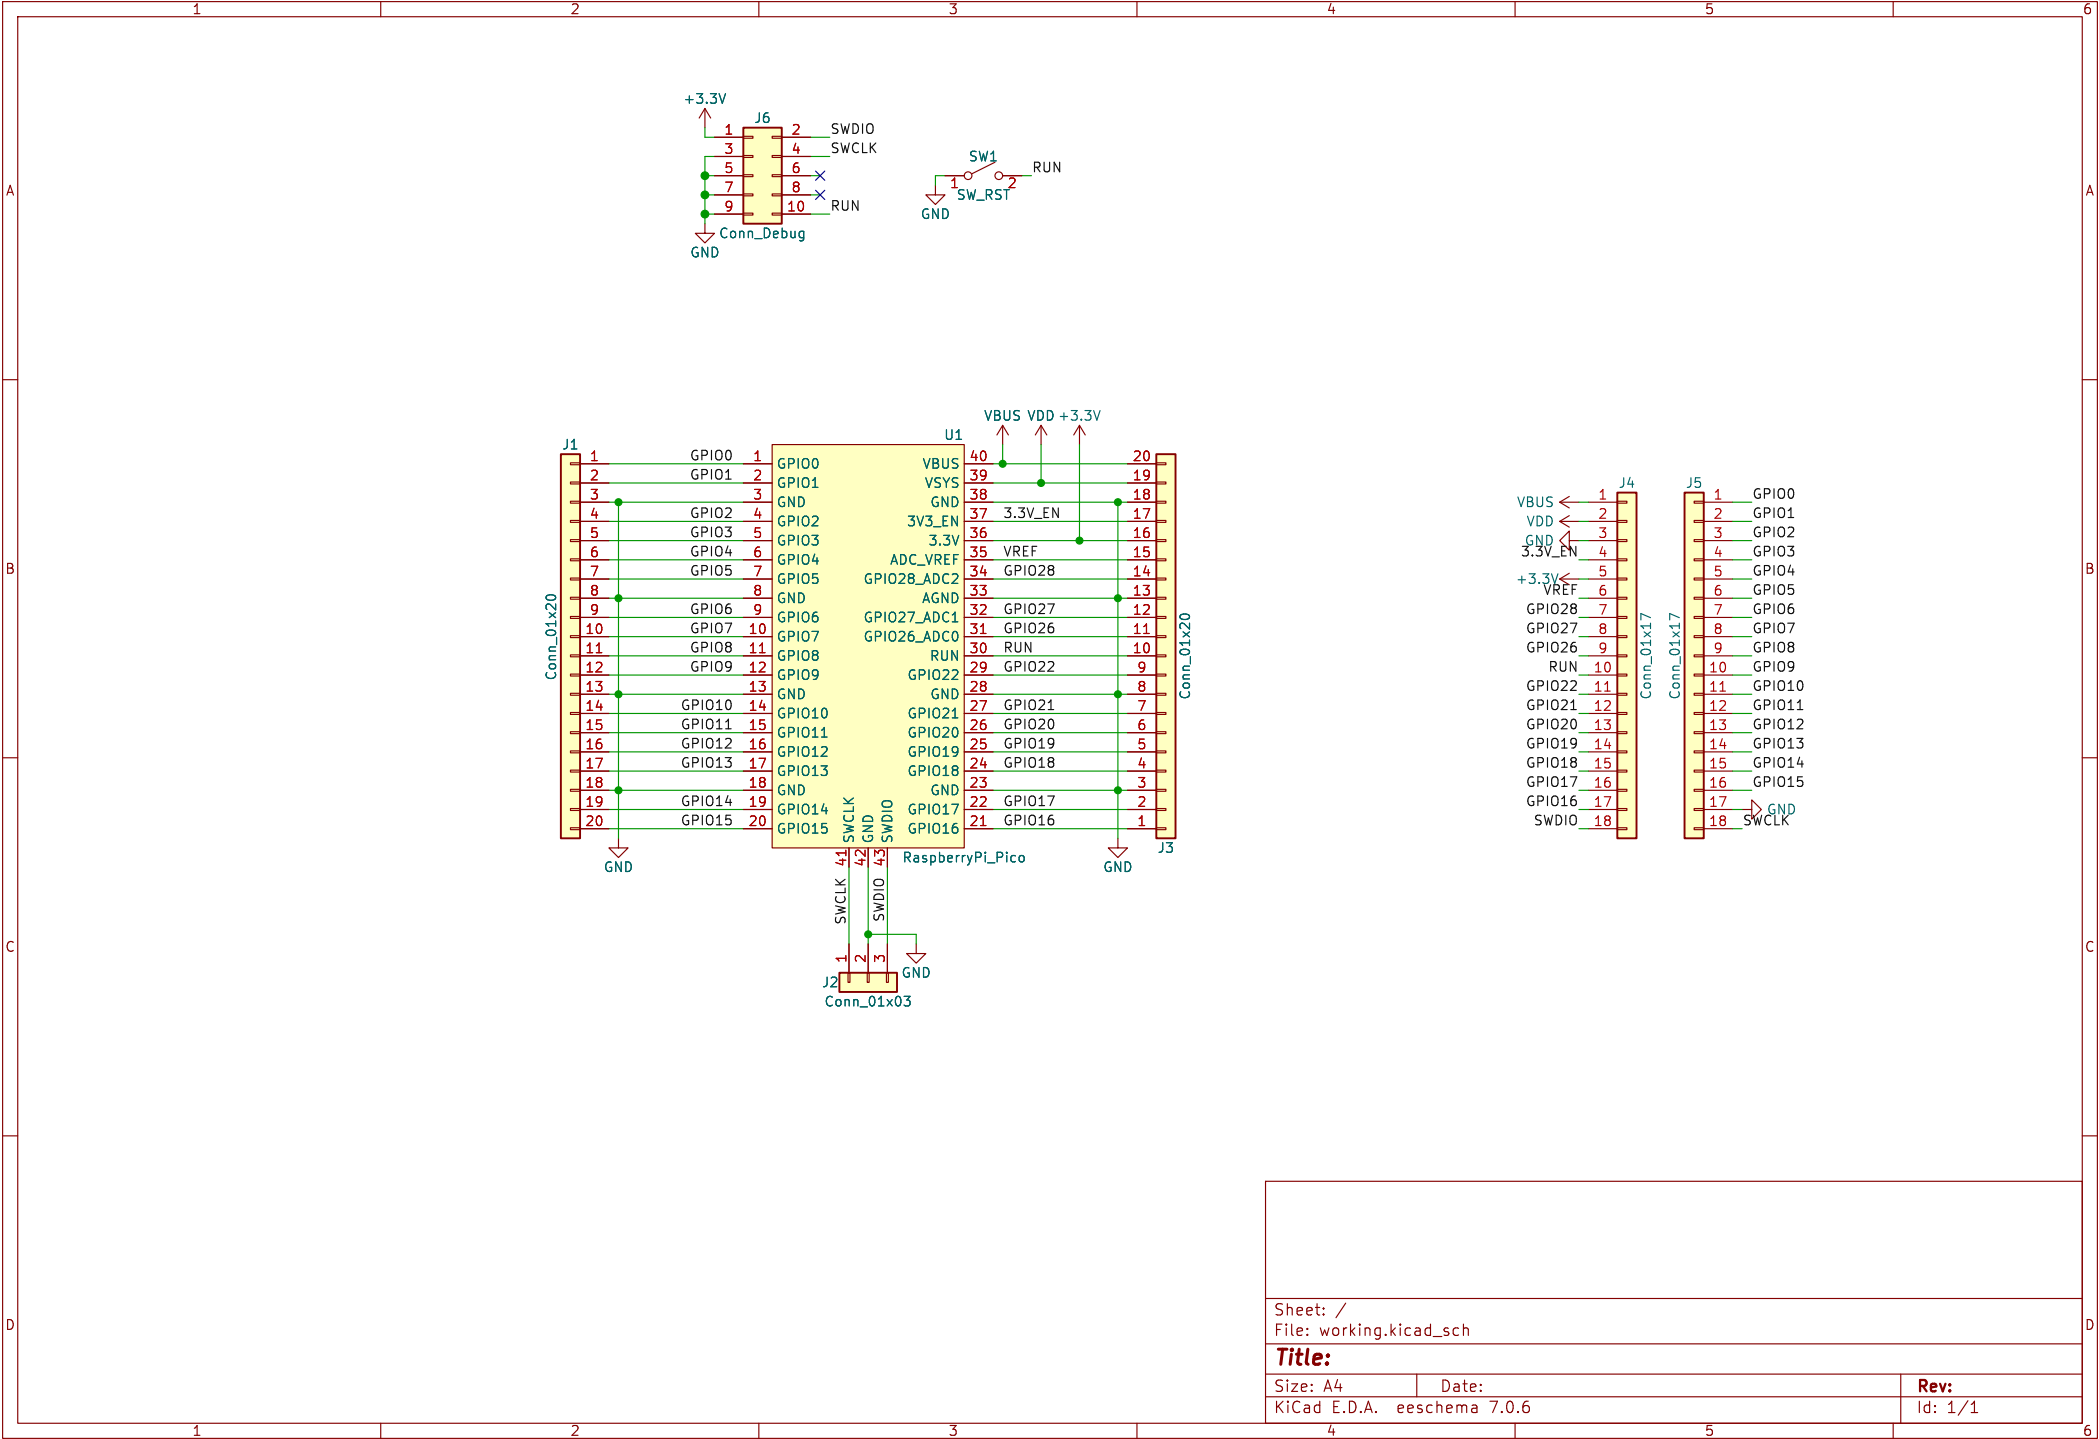 1 2 3 4 5 6
A A
B B
C C
D D
+3.3V
J6
1 2 SWDIO
3 4 SWCLK
5 6
7 8
9 10 RUN
Conn_Debug
GND
SW1
1 2 RUN
SW_RST
GND
VBUS VDD +3.3V
J1 U1
1 GPIO0 1 GPIO0 VBUS 40 20
2 GPIO1 2 GPIO1 VSYS 39 19
3 3 GND GND 38 18
4 GPIO2 4 GPIO2 3V3_EN 37 3.3V_EN 17
5 GPIO3 5 GPIO3 3.3V 36 16
6 GPIO4 6 GPIO4 ADC_VREF 35 VREF 15
7 GPIO5 7 GPIO5 GPIO28_ADC2 34 GPIO28 14
8 8 GND AGND 33 13
9 GPIO6 9 GPIO6 GPIO27_ADC1 32 GPIO27 12
10 GPIO7 10 GPIO7 GPIO26_ADC0 31 GPIO26 11
11 GPIO8 11 GPIO8 RUN 30 RUN 10
12 GPIO9 12 GPIO9 GPIO22 29 GPIO22 9
13 13 GND GND 28 8
14 GPIO10 14 GPIO10 GPIO21 27 GPIO21 7
15 GPIO11 15 GPIO11 GPIO20 26 GPIO20 6
16 GPIO12 16 GPIO12 GPIO19 25 GPIO19 5
17 GPIO13 17 GPIO13 GPIO18 24 GPIO18 4
18 18 GND GND 23 3
19 GPIO14 19 GPIO14 GPIO17 22 GPIO17 2
20 GPIO15 20 GPIO15 GPIO16 21 GPIO16 1
Conn_01x20
Conn_01x20
J3
SWCLK GND SWDIO
41 42 43
RaspberryPi_Pico
GND GND
SWCLK SWDIO
1 2 3
GND
J2
Conn_01x03
J4 J5
VBUS 1
VDD 2
GND 3
3.3V_EN 4
+3.3V 5
VREF 6
GPIO28 7
GPIO27 8
GPIO26 9
RUN 10
GPIO22 11
GPIO21 12
GPIO20 13
GPIO19 14
GPIO18 15
GPIO17 16
GPIO16 17
SWDIO 18
Conn_01x17
Conn_01x17
1 GPIO0
2 GPIO1
3 GPIO2
4 GPIO3
5 GPIO4
6 GPIO5
7 GPIO6
8 GPIO7
9 GPIO8
10 GPIO9
11 GPIO10
12 GPIO11
13 GPIO12
14 GPIO13
15 GPIO14
16 GPIO15
17 GND
18 SWCLK
Sheet: /
File: working.kicad_sch
Title:
Size: A4 Date: Rev:
KiCad E.D.A. eeschema 7.0.6 Id: 1/1
1 2 3 4 5 6